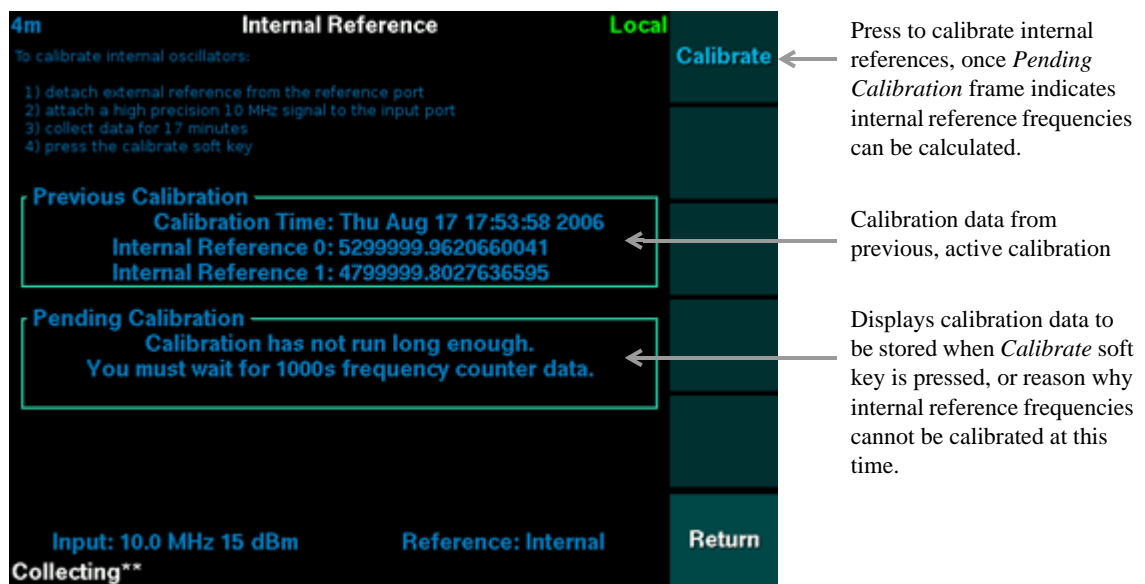 4m Internal Reference Local
To calibrate internal oscillators:
1) detach external reference from the reference port
2) attach a high precision 10 MHz signal to the input port
3) collect data for 17 minutes
4) press the calibrate soft key
Previous Calibration
Calibration Time: Thu Aug 17 17:53:58 2006
Internal Reference 0: 5299999.9620660041
Internal Reference 1: 4799999.8027636595
Pending Calibration
Calibration has not run long enough.
You must wait for 1000s frequency counter data.
Input: 10.0 MHz 15 dBm Reference: Internal
Collecting**
Calibrate
Return
Press to calibrate internal
references, once Pending
Calibration frame indicates
internal reference frequencies
can be calculated.
Calibration data from
previous, active calibration
Displays calibration data to
be stored when Calibrate soft
key is pressed, or reason why
internal reference frequencies
cannot be calibrated at this
time.